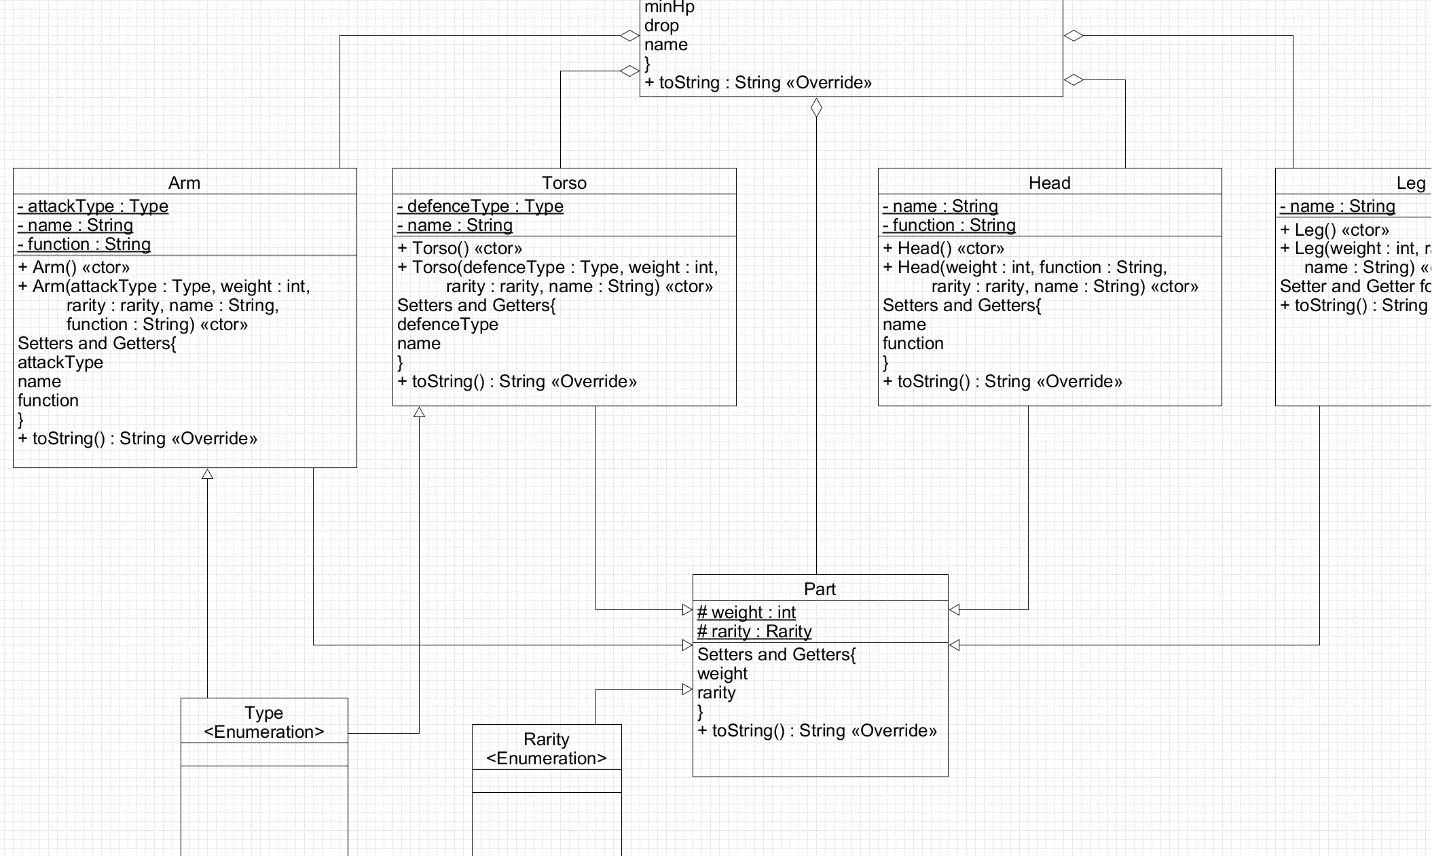 minHp
drop
name
}
+ toString : String «Override»
Arm
- attackType : Type
- name : String
- function : String
+ Arm() «ctor»
+ Arm(attackType : Type, weight : int,
rarity : rarity, name : String,
function : String) «ctor»
Setters and Getters{
attackType
name
function
}
+ toString() : String «Override»
Torso
- defenceType : Type
- name : String
+ Torso() «ctor»
+ Torso(defenceType : Type, weight : int,
rarity : rarity, name : String) «ctor»
Setters and Getters{
defenceType
name
}
+ toString() : String «Override»
Head
- name : String
- function : String
+ Head() «ctor»
+ Head(weight : int, function : String,
rarity : rarity, name : String) «ctor»
Setters and Getters{
name
function
}
+ toString() : String «Override»
Leg
- name : String
+ Leg() «ctor»
+ Leg(weight : int,
name : String)
Setter and Getter
+ toString() : String
Part
# weight : int
# rarity : Rarity
Setters and Getters{
weight
rarity
}
+ toString() : String «Override»
Type
<Enumeration>
Rarity
<Enumeration>